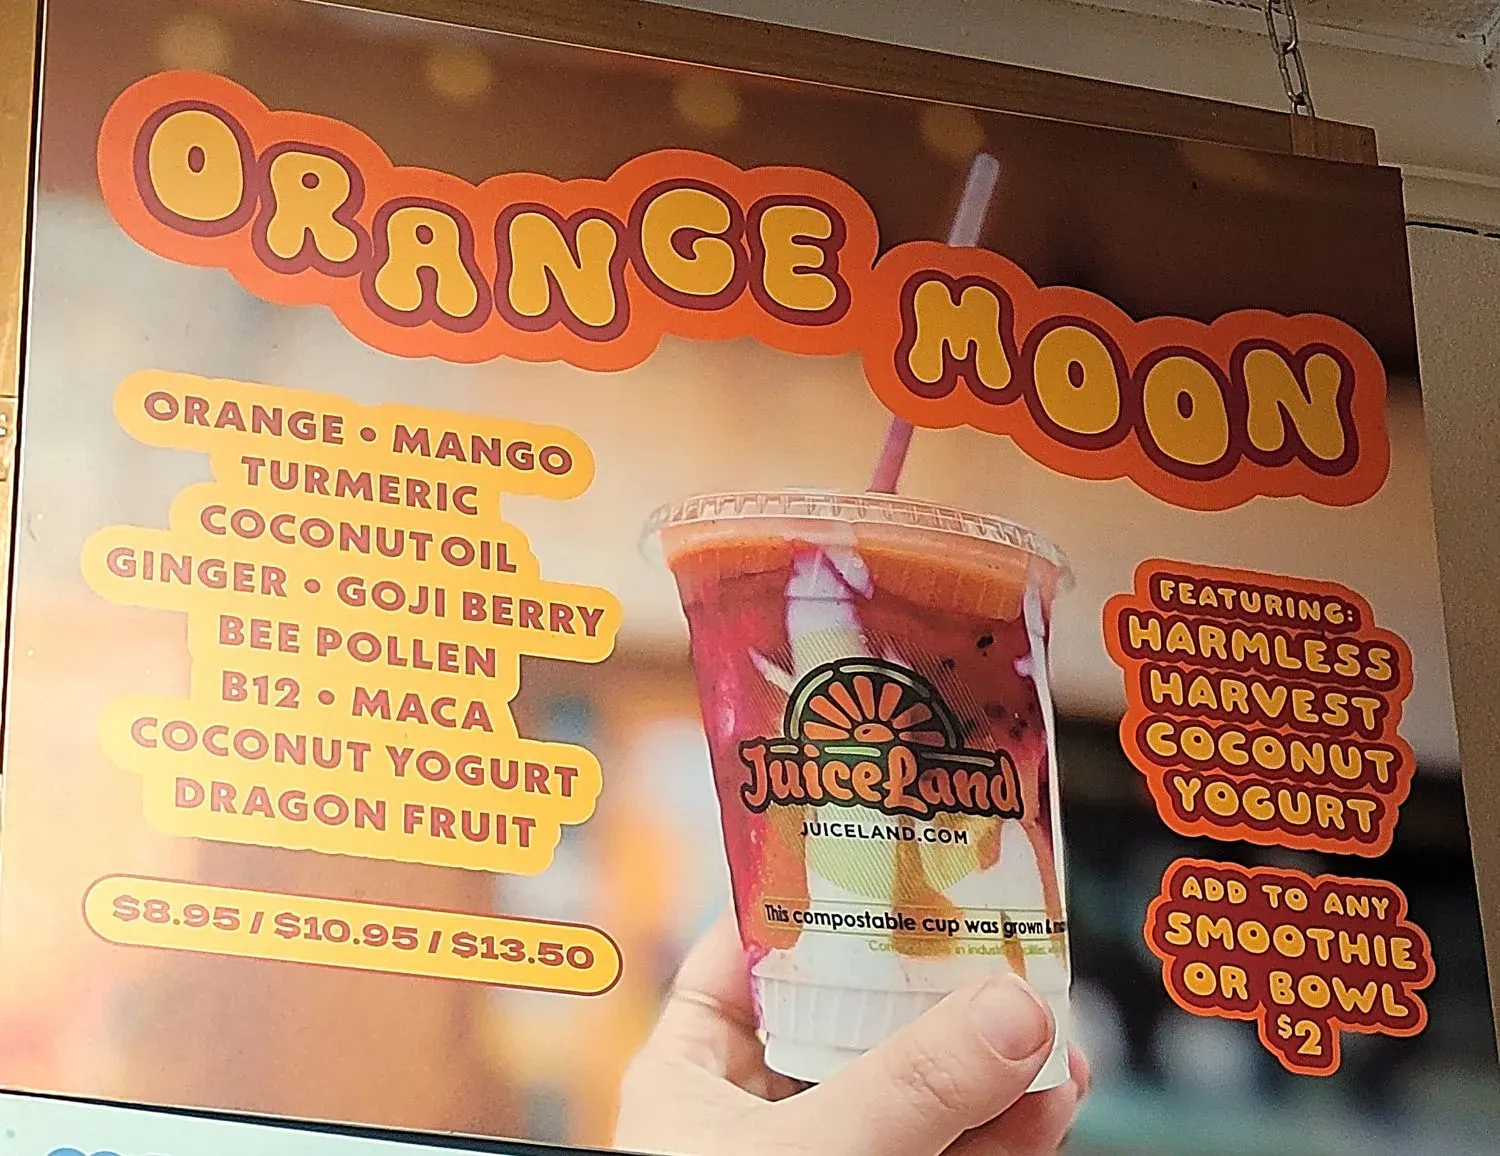 ORANGE MOON
ORANGE • MANGO
TURMERIC
COCONUT OIL
GINGER • GOJI BERRY
BEE POLLEN
B12 • MACA
COCONUT YOGURT
DRAGON FRUIT
$8.95 / $10.95 / $13.50
JuiceLand
JUICELAND.COM
This compostable cup was grown &
FEATURING:
HARMLESS
HARVEST
COCONUT
YOGURT
ADD TO ANY
SMOOTHIE
OR BOWL
$2